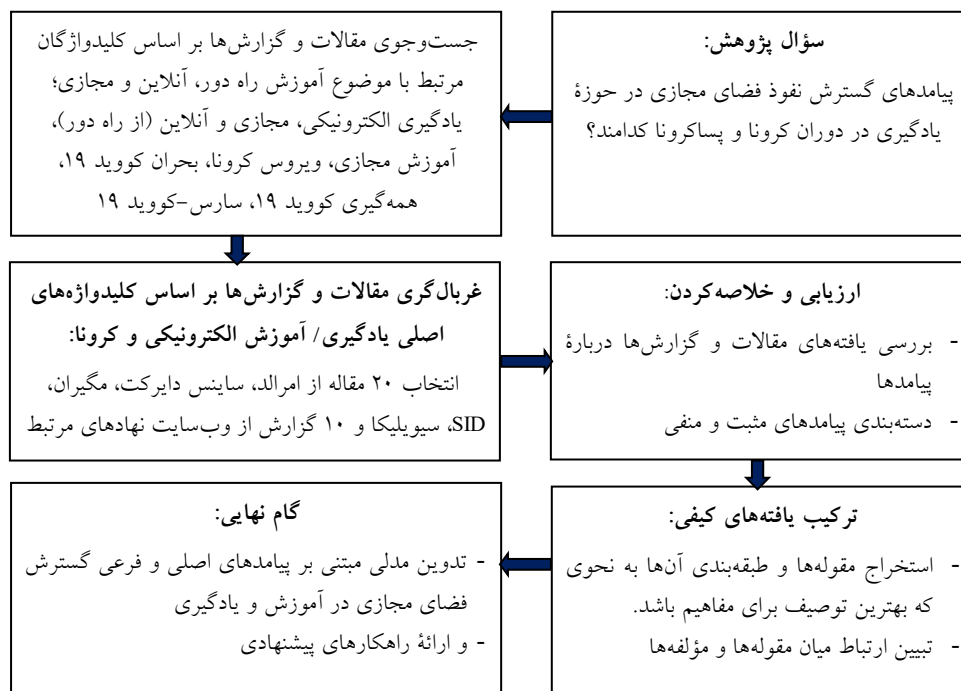 سؤال پژوهش:
پیامدهای گسترش نفوذ فضای مجازی در حوزۀ
یادگیری در دوران کرونا و پساکرونا کدامند؟
جست‌وجوی مقالات و گزارش‌ها بر اساس کلیدواژگان
مرتبط با موضوع آموزش راه دور، آنلاین و مجازی؛
یادگیری الکترونیکی، مجازی و آنلاین (از راه دور)،
آموزش مجازی، ویروس کرونا، بحران کووید ۱۹،
همه‌گیری کووید ۱۹، سارس-کووید ۱۹
غربال‌گری مقالات و گزارش‌ها بر اساس کلیدواژه‌های
اصلی یادگیری/ آموزش الکترونیکی و کرونا:
انتخاب ۲۰ مقاله از امرالد، ساینس دایرکت، مگیران،
SID، سیویلیکا و ۱۰ گزارش از وب‌سایت نهادهای مرتبط
ارزیابی و خلاصه‌کردن:
- بررسی یافته‌های مقالات و گزارش‌ها دربارۀ
پیامدها
- دسته‌بندی پیامدهای مثبت و منفی
ترکیب یافته‌های کیفی:
- استخراج مقوله‌ها و طبقه‌بندی آن‌ها به نحوی
که بهترین توصیف برای مفاهیم باشد.
- تبیین ارتباط میان مقوله‌ها و مؤلفه‌ها
گام نهایی:
- تدوین مدلی مبتنی بر پیامدهای اصلی و فرعی گسترش
فضای مجازی در آموزش و یادگیری
- و ارائۀ راهکارهای پیشنهادی